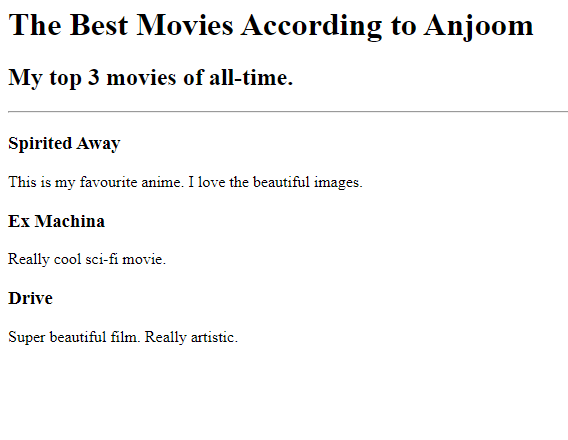 The Best Movies According to Anjoom
My top 3 movies of all-time.
Spirited Away
This is my favourite anime. I love the beautiful images.
Ex Machina
Really cool sci-fi movie.
Drive
Super beautiful film. Really artistic.